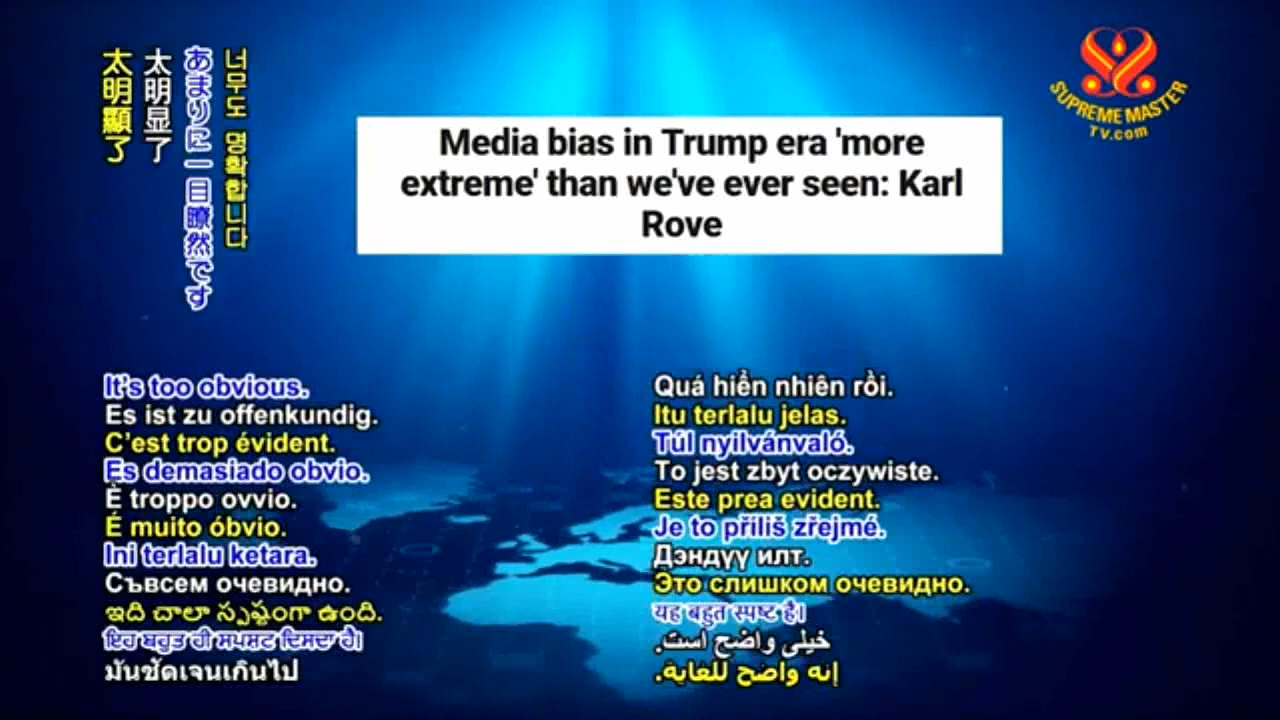 太明顯了
太明显了
あまりに一目瞭然です
너무도 명확합니다
SUPREME MASTER
TV.com
Media bias in Trump era 'more
extreme' than we've ever seen: Karl
Rove
It's too obvious.
Es ist zu offenkundig.
C'est trop évident.
Es demasiado obvio.
È troppo ovvio.
É muito óbvio.
Ini terlalu ketara.
Съвсем очевидно.
ఇది చాలా స్పష్టంగా ఉంది.
ਇਹ ਬਹੁਤ ਹੀ ਸਪਸ਼ਟ ਦਿਸਦਾ ਹੈ।
มันชัดเจนเกินไป
Quá hiển nhiên rồi.
Itu terlalu jelas.
Túl nyilvánvaló.
To jest zbyt oczywiste.
Este prea evident.
Je to příliš zřejmé.
Дэндүү илт.
Это слишком очевидно.
यह बहुत स्पष्ट है।
خیلی واضح است.
إنه واضح للغاية.